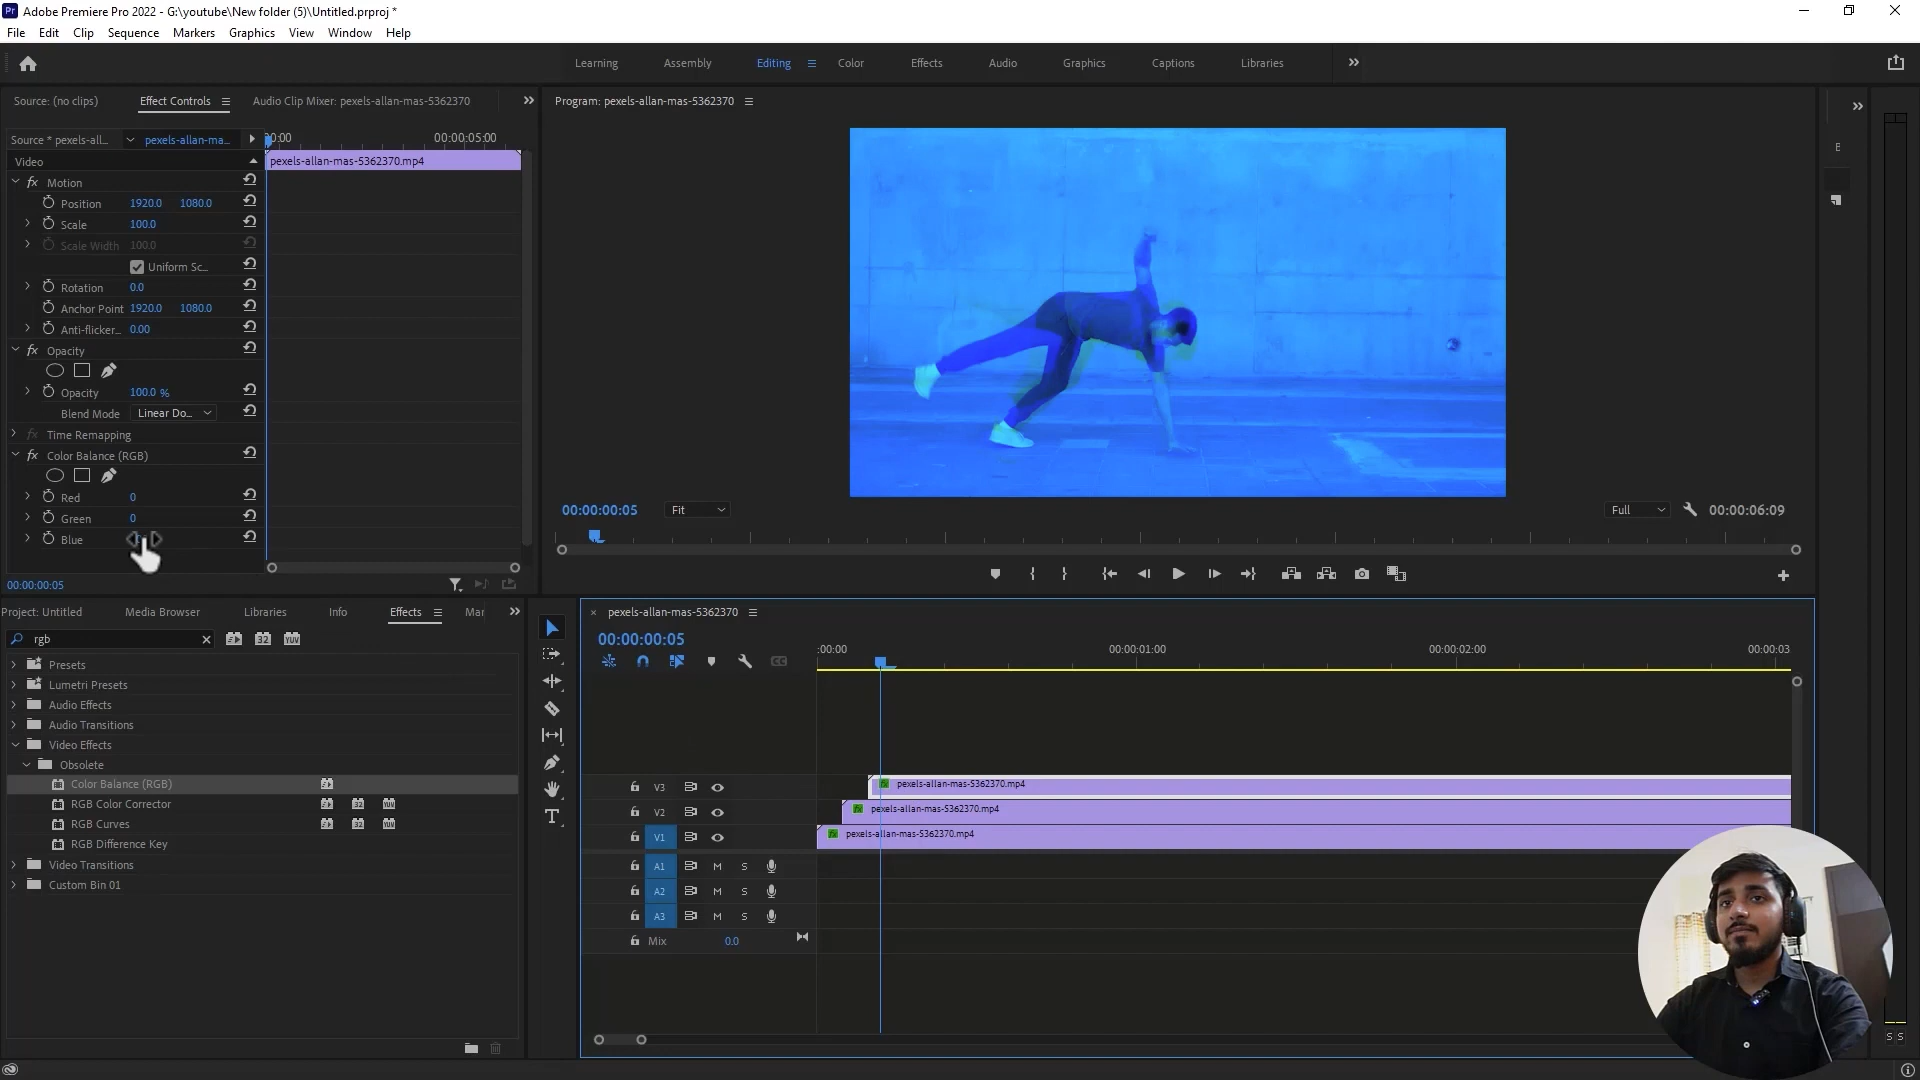 Adobe Premiere Pro 2022 - G:\youtube\New folder (5)\Untitled.prproj *
File Edit Clip Sequence Markers Graphics View Window Help
Learning Assembly Editing Color Effects Audio Graphics Captions Libraries
Source: (no clips) Effect Controls Audio Clip Mixer: pexels-allan-mas-5362370
Program: pexels-allan-mas-5362370
Source * pexels-all... pexels-allan-ma...
00:00:05:00
Video
pexels-allan-mas-5362370.mp4
Motion
Position 1920.0 1080.0
Scale 100.0
Scale Width 100.0
Uniform Sc...
Rotation 0.0
Anchor Point 1920.0 1080.0
Anti-flicker... 0.00
Opacity
Opacity 100.0 %
Blend Mode Linear Do...
Time Remapping
Color Balance (RGB)
Red 0
Green 0
Blue
00:00:00:05
00:00:00:05 Fit Full 00:00:06:09
Project: Untitled Media Browser Libraries Info Effects Mar
rgb
Presets
Lumetri Presets
Audio Effects
Audio Transitions
Video Effects
Obsolete
Color Balance (RGB)
RGB Color Corrector
RGB Curves
RGB Difference Key
Video Transitions
Custom Bin 01
pexels-allan-mas-5362370
00:00:00:05
:00:00 00:00:01:00 00:00:02:00 00:00:03
V3 pexels-allan-mas-5362370.mp4
V2 pexels-allan-mas-5362370.mp4
V1 pexels-allan-mas-5362370.mp4
A1 M S
A2 M S
A3 M S
Mix 0.0
S S